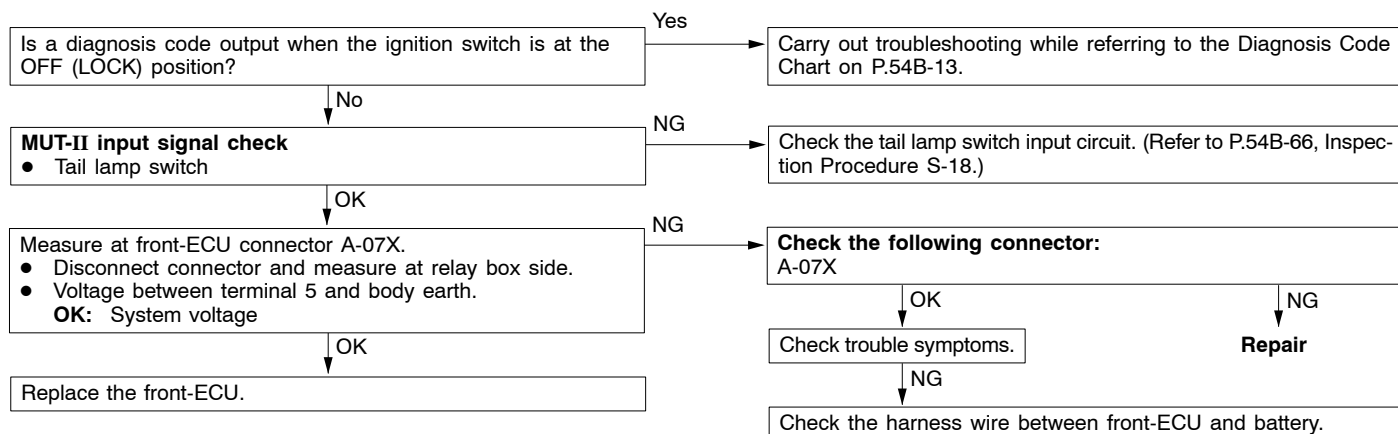 Is a diagnosis code output when the ignition switch is at the
OFF (LOCK) position?
Yes
Carry out troubleshooting while referring to the Diagnosis Code
Chart on P.54B-13.
No
MUT-II input signal check
● Tail lamp switch
NG
Check the tail lamp switch input circuit. (Refer to P.54B-66, Inspec-
tion Procedure S-18.)
OK
Measure at front-ECU connector A-07X.
● Disconnect connector and measure at relay box side.
● Voltage between terminal 5 and body earth.
OK: System voltage
NG
Check the following connector:
A-07X
OK
NG
Check trouble symptoms.
Repair
OK
Replace the front-ECU.
NG
Check the harness wire between front-ECU and battery.